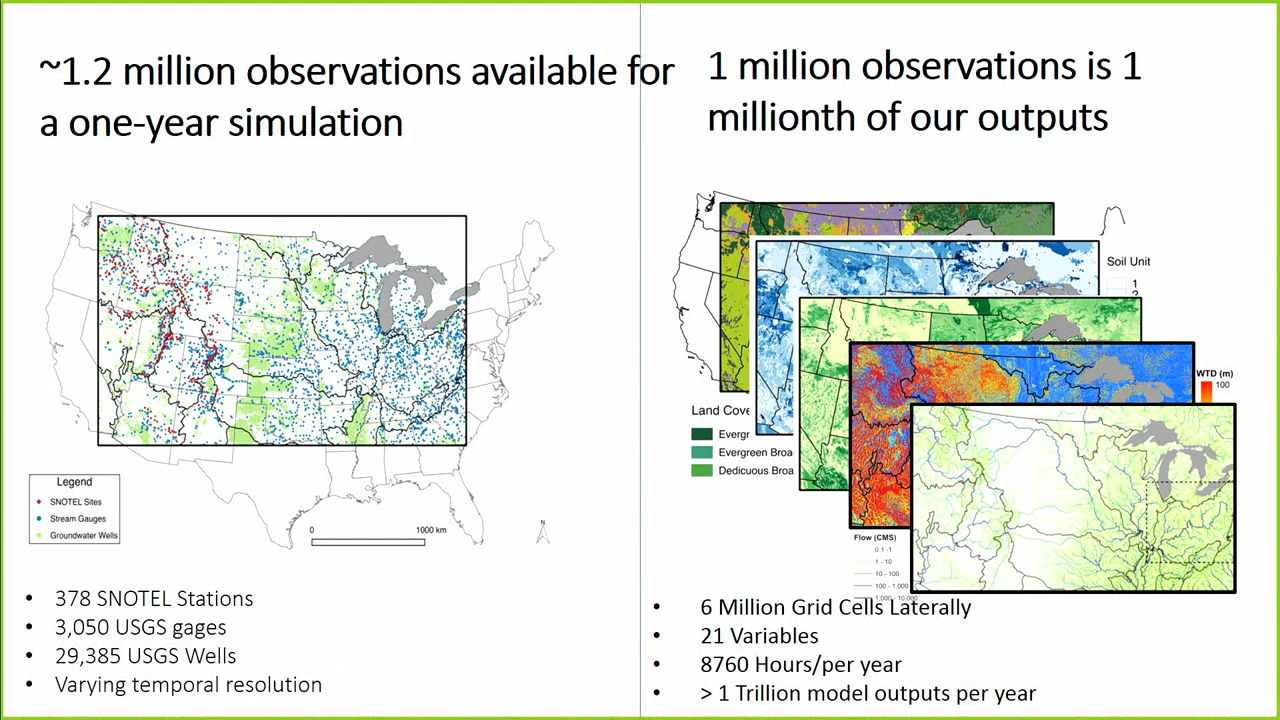 ~1.2 million observations available for
a one-year simulation
Legend
SNOTEL Sites
Stream Gauges
Groundwater Wells
0
1000 km
N
• 378 SNOTEL Stations
• 3,050 USGS gages
• 29,385 USGS Wells
• Varying temporal resolution
1 million observations is 1
millionth of our outputs
Soil Unit
1
WTD (m)
100
Land Cove
Evergr
Evergreen Broa
Dedicuous Broa
Flow (CMS)
0.1 -1
1 - 10
10 - 100
100 - 1,000
1,000 - 10,000
• 6 Million Grid Cells Laterally
• 21 Variables
• 8760 Hours/per year
• > 1 Trillion model outputs per year